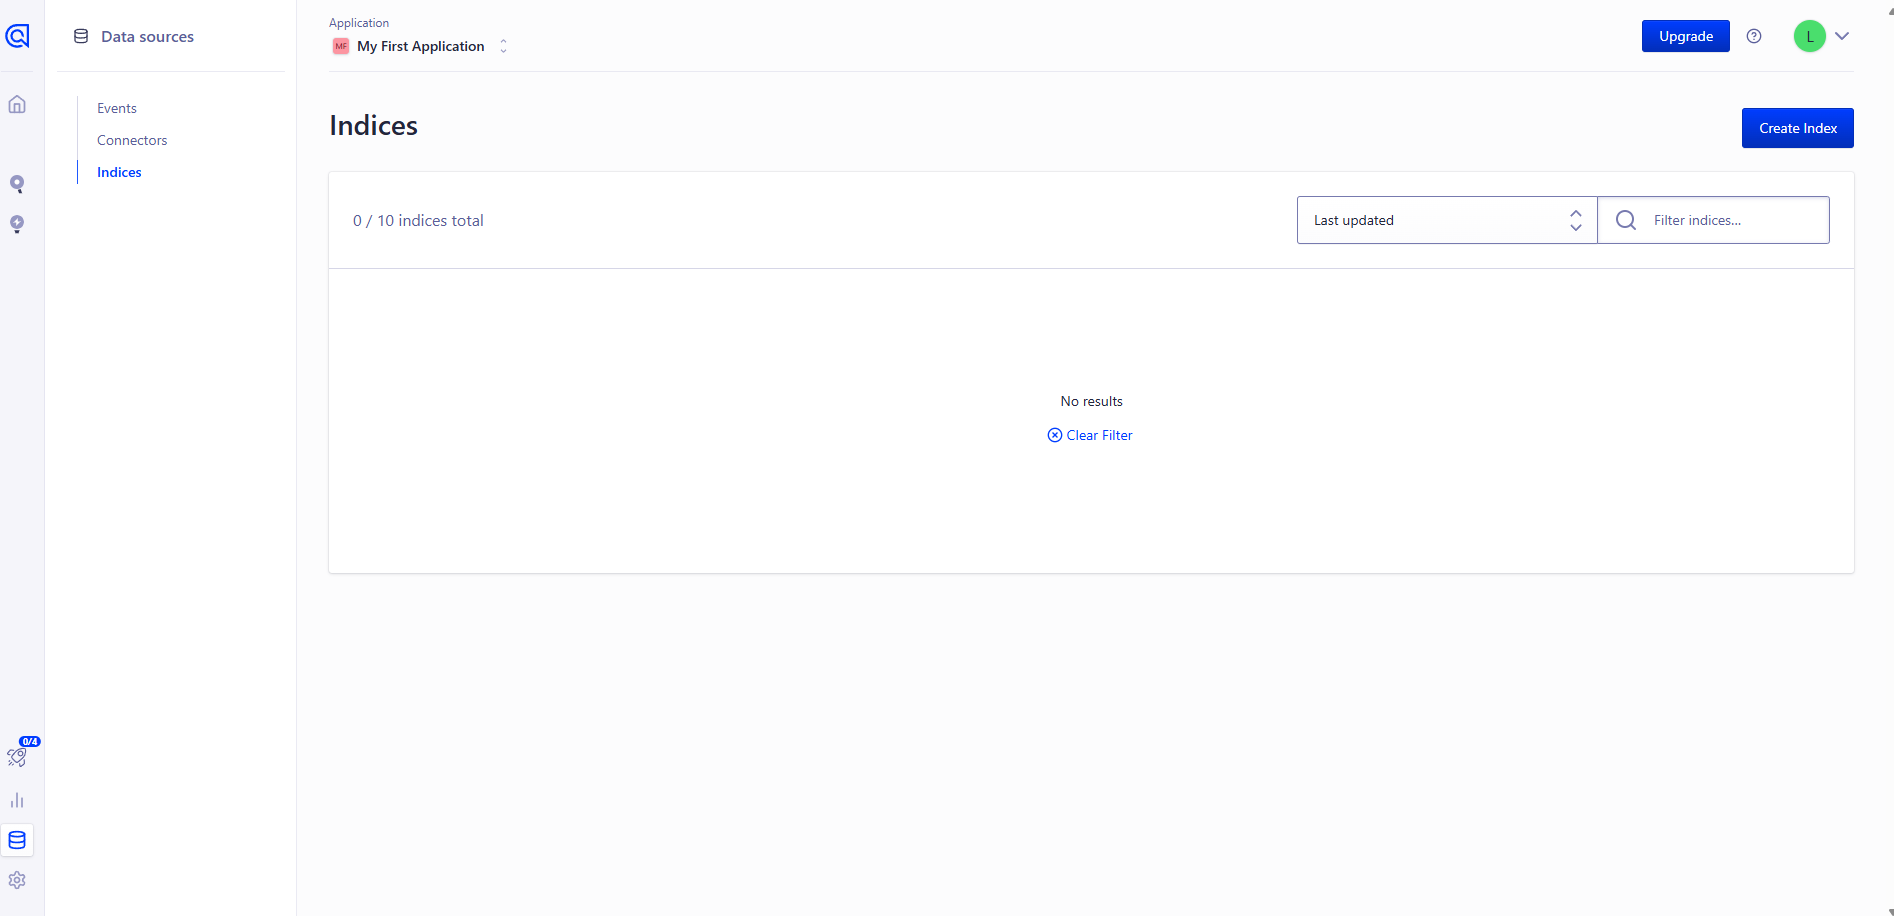 Data sources
Events
Connectors
Indices
Application
MF My First Application
Upgrade
L
Indices
Create Index
0 / 10 indices total
Last updated
Filter indices...
No results
Clear Filter
0/4